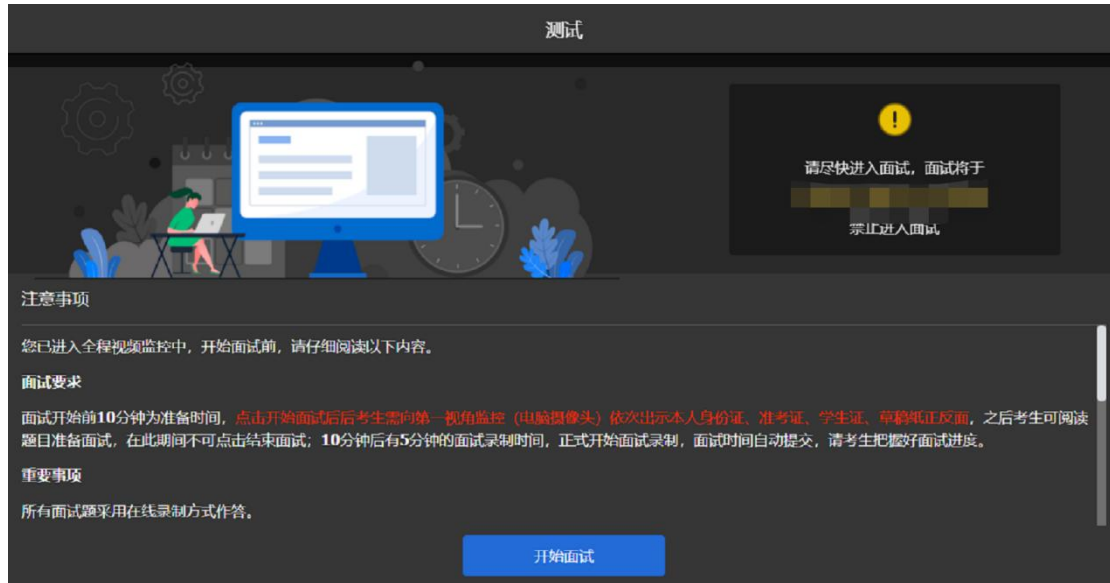 测试
请尽快进入面试，面试将于
禁止进入面试
注意事项
您已进入全程视频监控中，开始面试前，请仔细阅读以下内容。
面试要求
面试开始前10分钟为准备时间，点击开始面试后后考生需向第一视角监控（电脑摄像头）依次出示本人身份证、准考证、学生证、草稿纸正反面，之后考生可阅读
题目准备面试，在此期间不可点击结束面试；10分钟后有5分钟的面试录制时间，正式开始面试录制，面试时间自动提交，请考生把握好面试进度。
重要事项
所有面试题采用在线录制方式作答。
开始面试